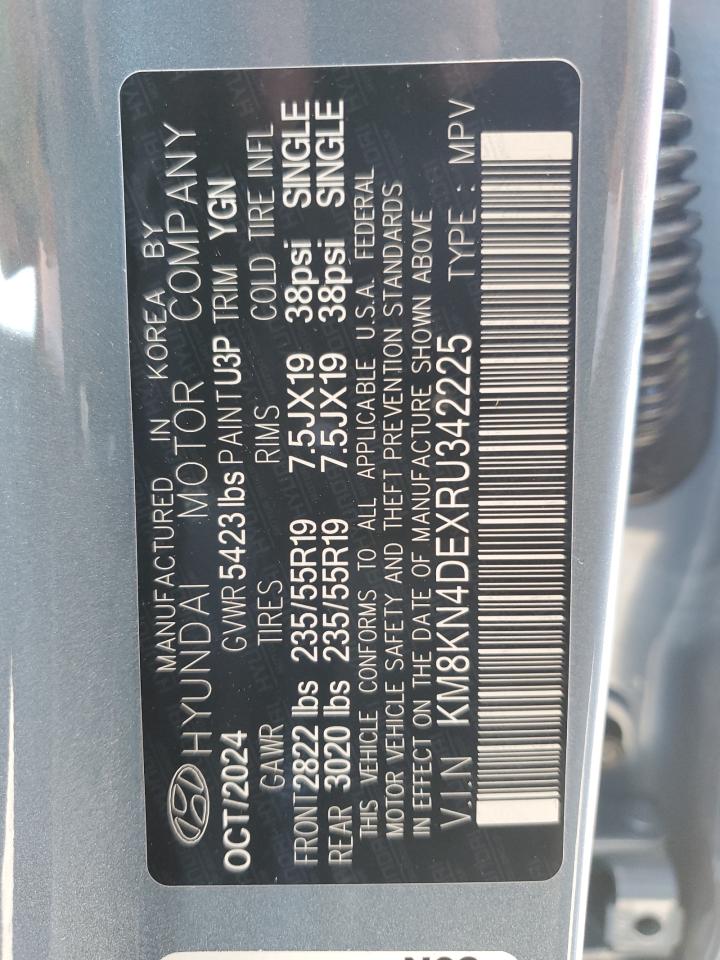 MANUFACTURED IN KOREA BY
HYUNDAI MOTOR COMPANY
OCT/2024 GVWR 5423 lbs PAINT U3P TRIM YGN
GAWR TIRES RIMS COLD TIRE INFL
FRONT 2822 lbs 235/55R19 7.5JX19 38psi SINGLE
REAR 3020 lbs 235/55R19 7.5JX19 38psi SINGLE
THIS VEHICLE CONFORMS TO ALL APPLICABLE U.S.A. FEDERAL
MOTOR VEHICLE SAFETY AND THEFT PREVENTION STANDARDS
IN EFFECT ON THE DATE OF MANUFACTURE SHOWN ABOVE
V.I.N KM8KN4DEXRU342225 TYPE : MPV